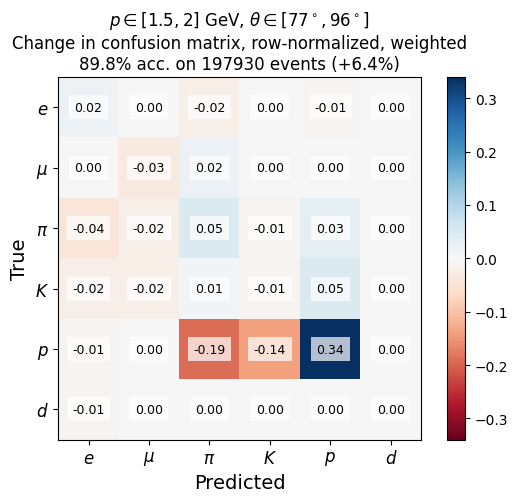 p ∈ [1.5, 2] GeV, θ ∈ [77°, 96°]
Change in confusion matrix, row-normalized, weighted
89.8% acc. on 197930 events (+6.4%)
True
e 0.02 0.00 -0.02 0.00 -0.01 0.00
μ 0.00 -0.03 0.02 0.00 0.00 0.00
π -0.04 -0.02 0.05 -0.01 0.03 0.00
K -0.02 -0.02 0.01 -0.01 0.05 0.00
p -0.01 0.00 -0.19 -0.14 0.34 0.00
d -0.01 0.00 0.00 0.00 0.00 0.00
e μ π K p d
Predicted
0.3
0.2
0.1
0.0
−0.1
−0.2
−0.3